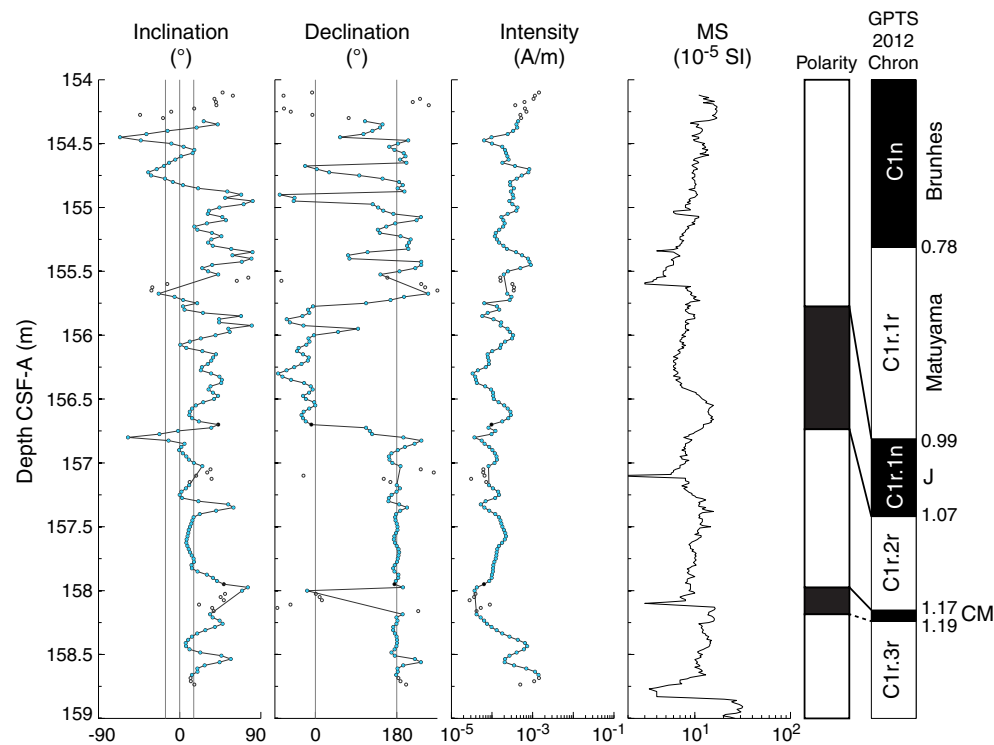 Inclination
(°)
Declination
(°)
Intensity
(A/m)
MS
(10⁻⁵ SI)
Polarity
GPTS
2012
Chron
Depth CSF-A (m)
154
154.5
155
155.5
156
156.5
157
157.5
158
158.5
159
-90 0 90
0 180
10⁻⁵ 10⁻³ 10⁻¹
10¹ 10²
C1n
C1r.1r
C1r.1n
C1r.2r
C1r.3r
0.78
0.99
1.07
1.17
1.19
Brunhes
Matuyama
J
CM